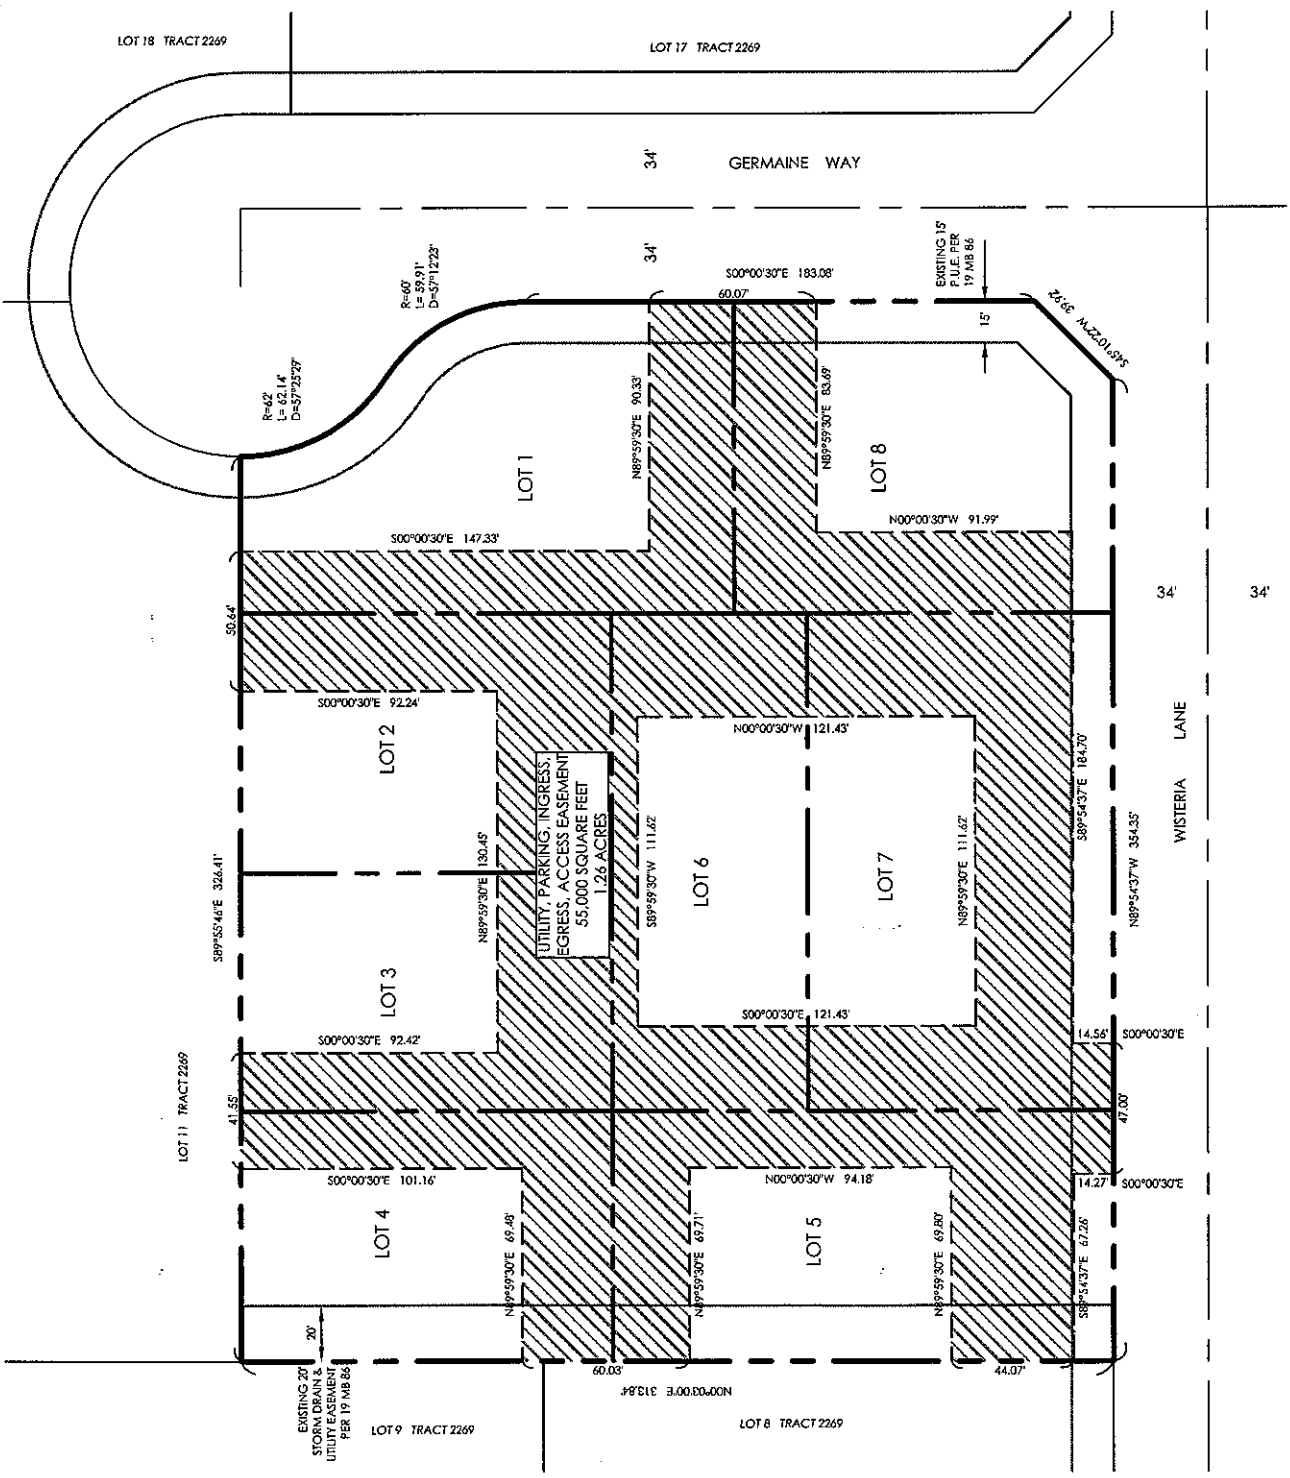 LOT 18 TRACT 2269
LOT 17 TRACT 2269
34'
GERMAINE WAY
34'
EXISTING 15'
P.U.E. PER
19 MB 86
S00°00'30"E 183.08'
60.07'
R=60'
L= 59.91'
D=57°12'23"
R=62'
L= 62.14'
D=57°25'29"
15'
S45°10'22"W 39.92'
N89°59'30"E 90.33'
N89°59'30"E 83.69'
LOT 1
LOT 8
S00°00'30"E 147.33'
N00°00'30"W 91.99'
50.64'
34'
34'
S00°00'30"E 92.24'
LOT 2
N00°00'30"W 121.43'
S89°54'37"E 184.70'
WISTERIA LANE
UTILITY, PARKING, INGRESS,
EGRESS, ACCESS EASEMENT
55,000 SQUARE FEET
1.26 ACRES
S89°55'46"E 326.41'
N89°59'30"E 130.45'
S89°59'30"W 111.62'
LOT 6
LOT 7
N89°59'30"E 111.62'
N89°54'37"W 354.35'
LOT 3
S00°00'30"E 92.42'
S00°00'30"E 121.43'
14.56' S00°00'30"E
LOT 11 TRACT 2269
41.55'
47.00'
S00°00'30"E 101.16'
N00°00'30"W 94.18'
14.27' S00°00'30"E
LOT 4
LOT 5
N89°59'30"E 69.48'
N89°59'30"E 69.71'
N89°59'30"E 69.80'
S89°54'37"E 67.26'
20'
EXISTING 20'
STORM DRAIN &
UTILITY EASEMENT
PER 19 MB 86
60.03'
44.07'
N00°03'00"E 313.84'
LOT 9 TRACT 2269
LOT 8 TRACT 2269